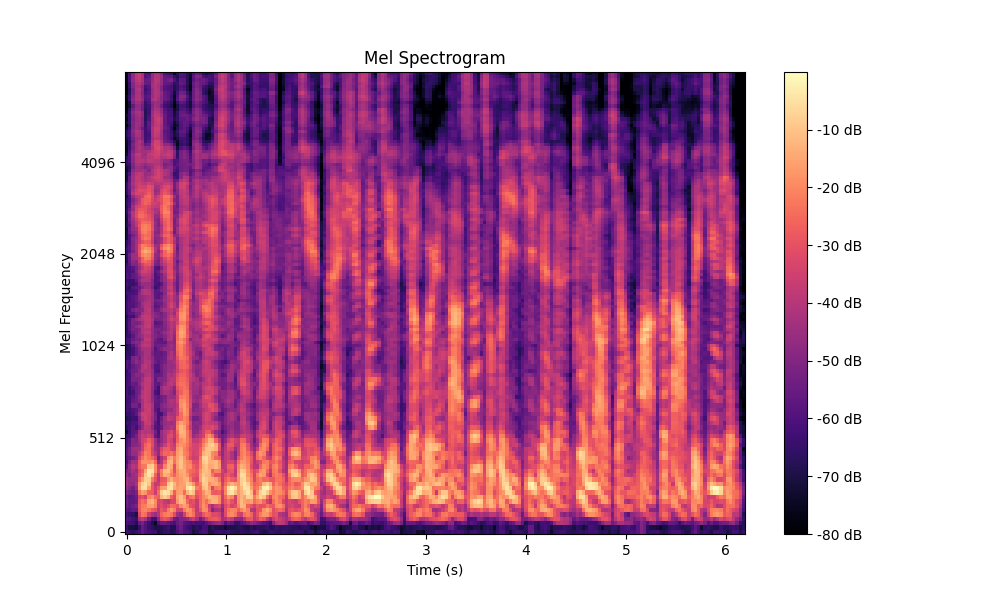 Mel Spectrogram
Mel Frequency
4096
2048
1024
512
0
0 1 2 3 4 5 6
Time (s)
-10 dB
-20 dB
-30 dB
-40 dB
-50 dB
-60 dB
-70 dB
-80 dB